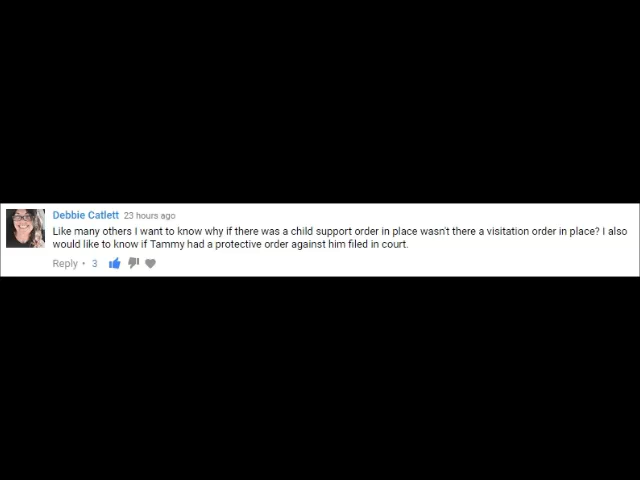 Debbie Catlett 23 hours ago
Like many others I want to know why if there was a child support order in place wasn't there a visitation order in place? I also
would like to know if Tammy had a protective order against him filed in court.
Reply • 3